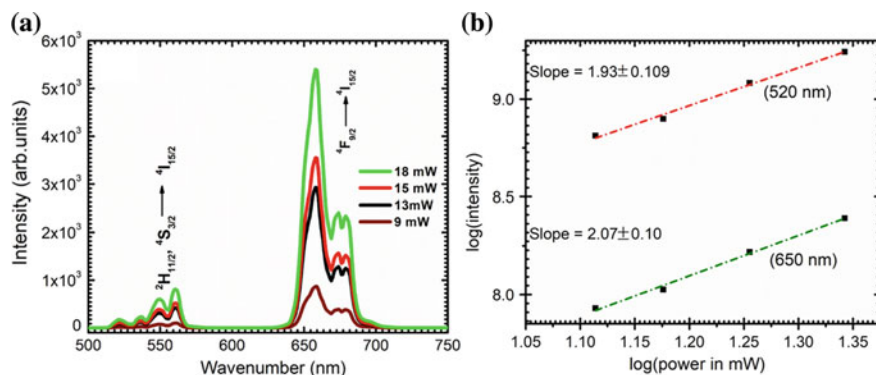 (a)
6x10³
5x10³
4x10³
3x10³
2x10³
1x10³
0
Intensity (arb.units)
²H₁₁/₂, ⁴S₃/₂ ⟶ ⁴I₁₅/₂
⁴F₉/₂ ⟶ ⁴I₁₅/₂
18 mW
15 mW
13mW
9 mW
500 550 600 650 700 750
Wavenumber (nm)
(b)
9.0
8.5
8.0
log(intensity)
Slope = 1.93±0.109
(520 nm)
Slope = 2.07±0.10
(650 nm)
1.05 1.10 1.15 1.20 1.25 1.30 1.35
log(power in mW)